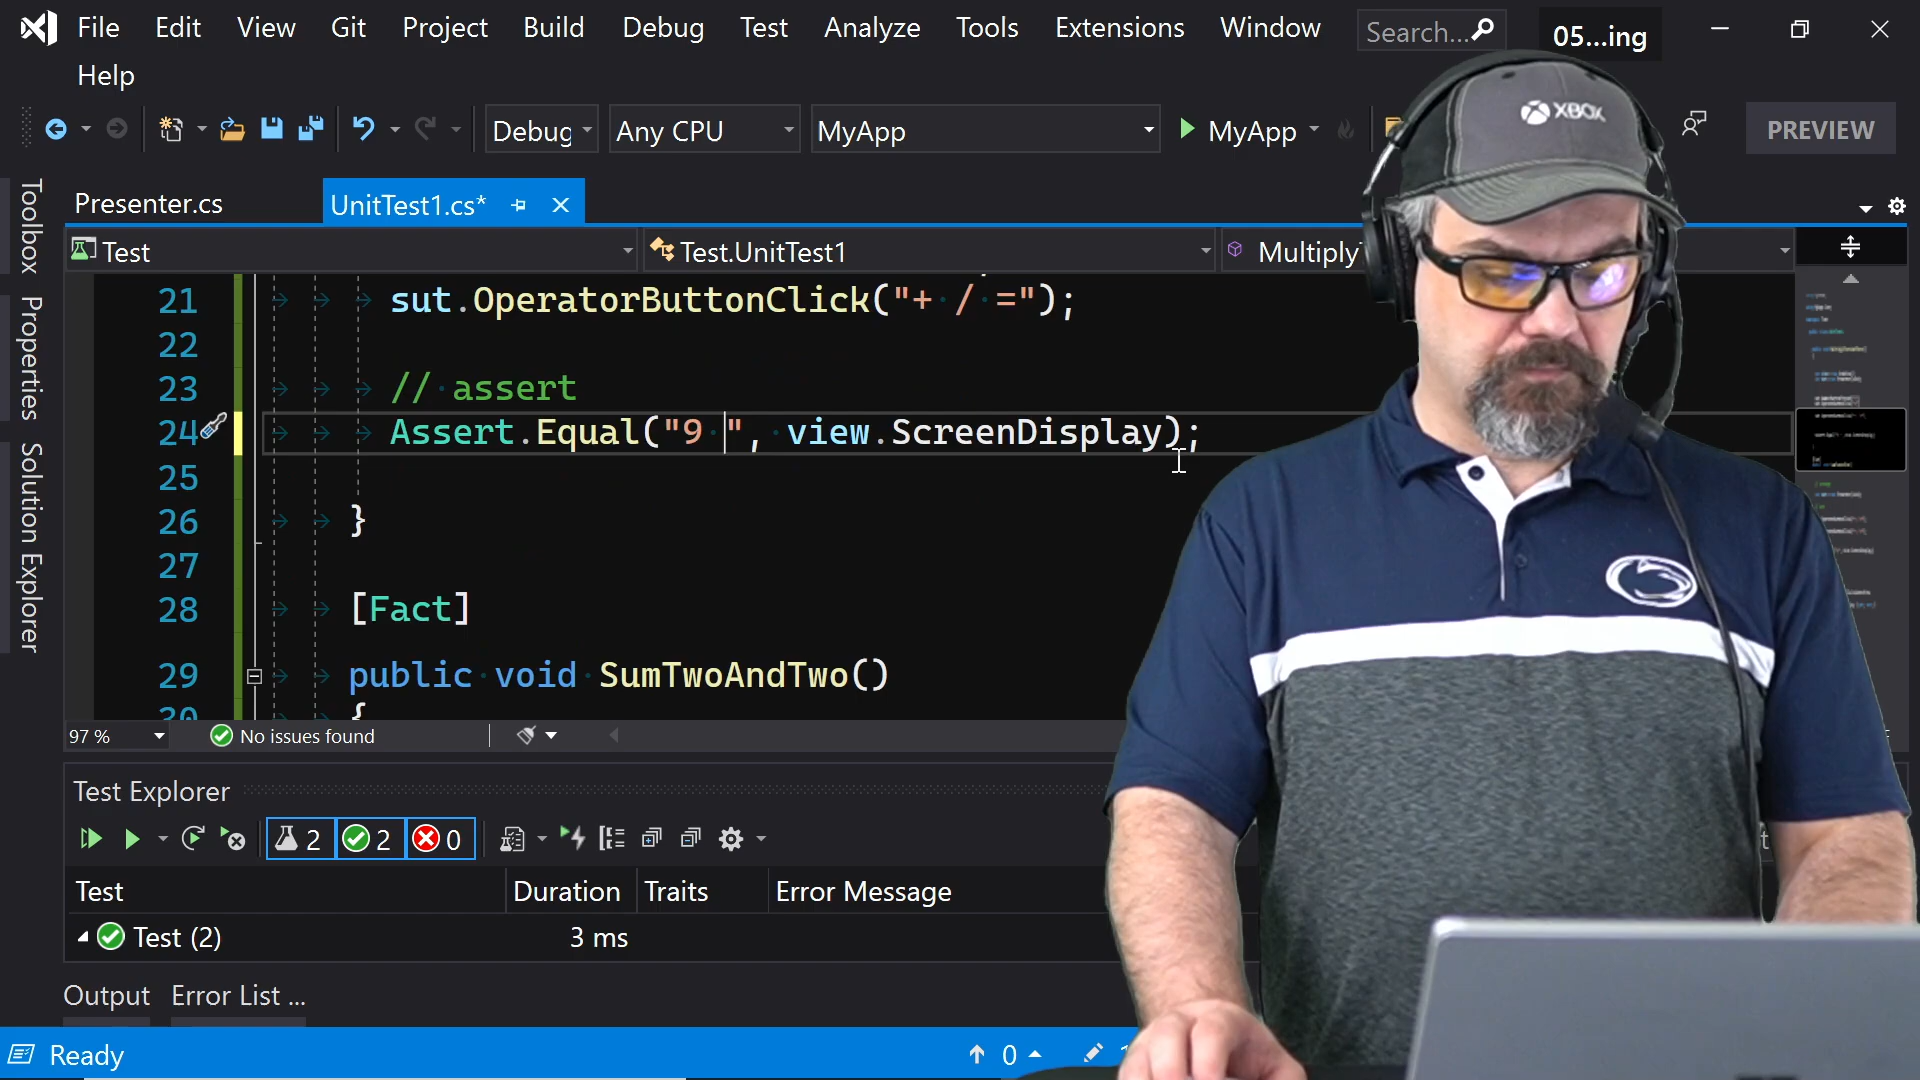 File Edit View Git Project Build Debug Test Analyze Tools Extensions Window Search... 05...ing
Help
Debug Any CPU MyApp MyApp PREVIEW
XBOX
Toolbox
Properties
Solution Explorer
Presenter.cs UnitTest1.cs*
Test Test.UnitTest1 Multiply
21 sut.OperatorButtonClick("+ / =");
22
23 // assert
24 Assert.Equal("9 ", view.ScreenDisplay);
25
26 }
27
28 [Fact]
29 public void SumTwoAndTwo()
30 {
97 % No issues found
Test Explorer
2 2 0
Test Duration Traits Error Message
Test (2) 3 ms
Output Error List ...
Ready 0